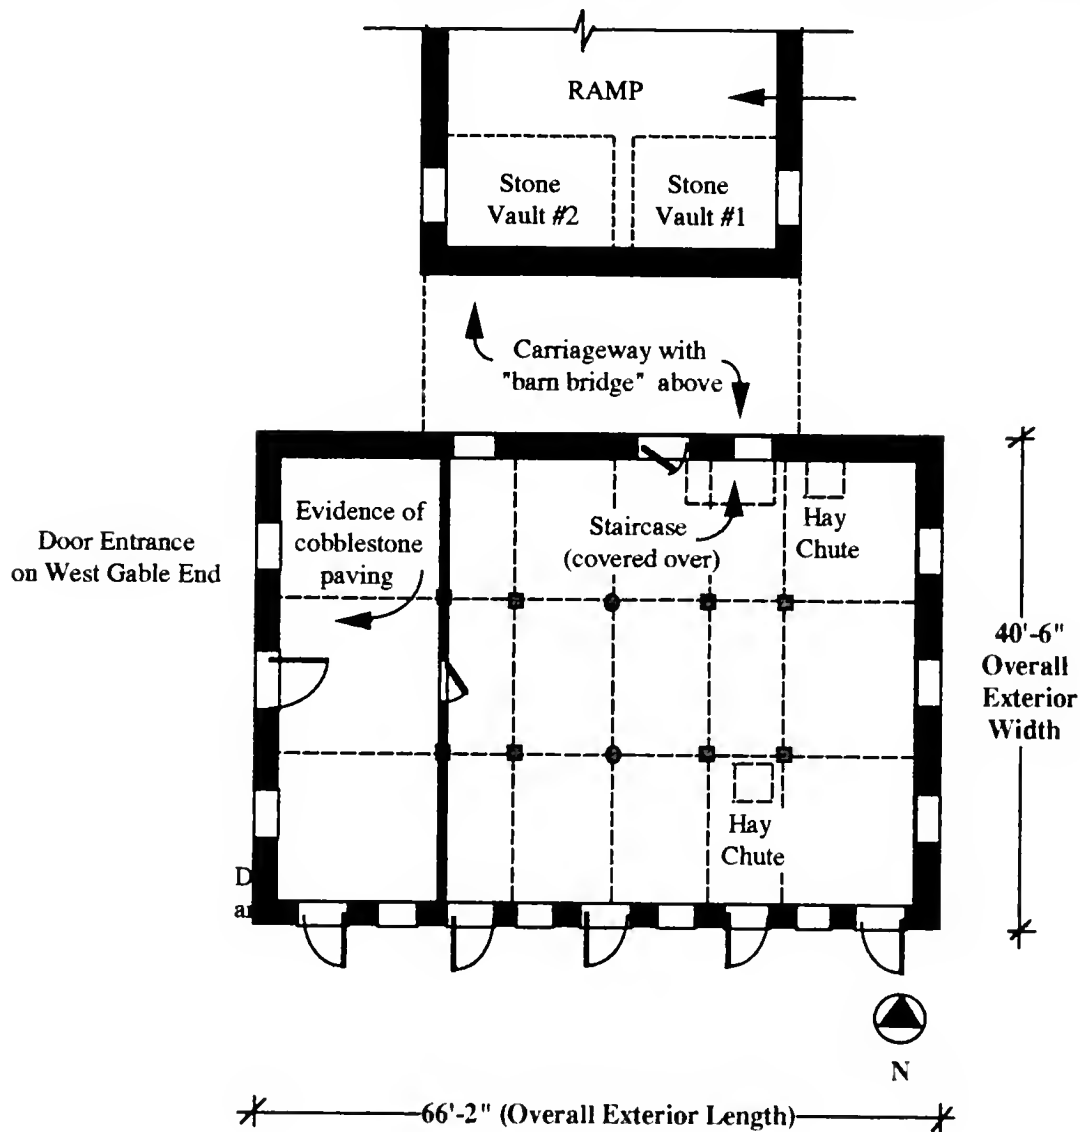 RAMP
Stone
Vault #2
Stone
Vault #1
Carriageway with
"barn bridge" above
Evidence of
cobblestone
paving
Staircase
(covered over)
Hay
Chute
Door Entrance
on West Gable End
40'-6"
Overall
Exterior
Width
Hay
Chute
D
ar
N
66'-2" (Overall Exterior Length)